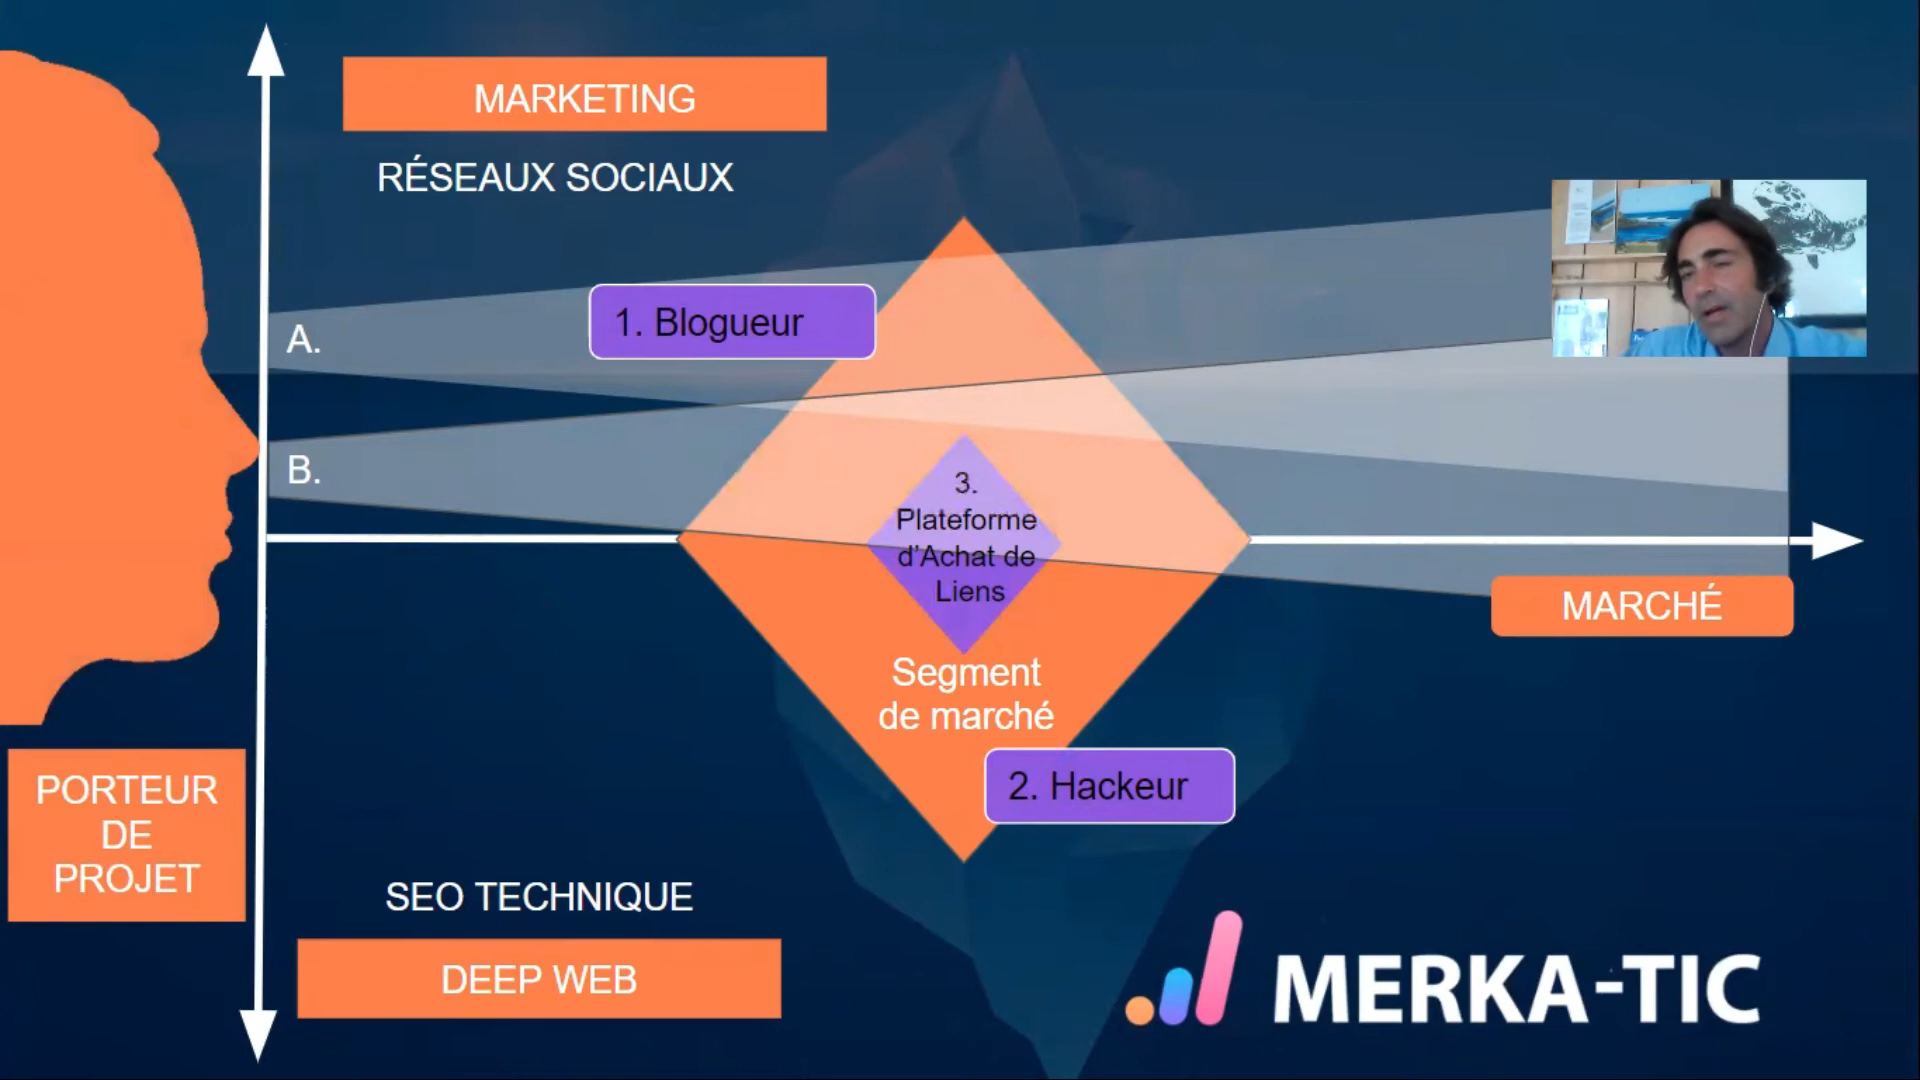 MARKETING
RÉSEAUX SOCIAUX
A.
1. Blogueur
B.
3.
Plateforme
d'Achat de
Liens
MARCHÉ
Segment
de marché
2. Hackeur
PORTEUR
DE
PROJET
SEO TECHNIQUE
DEEP WEB
MERKA-TIC